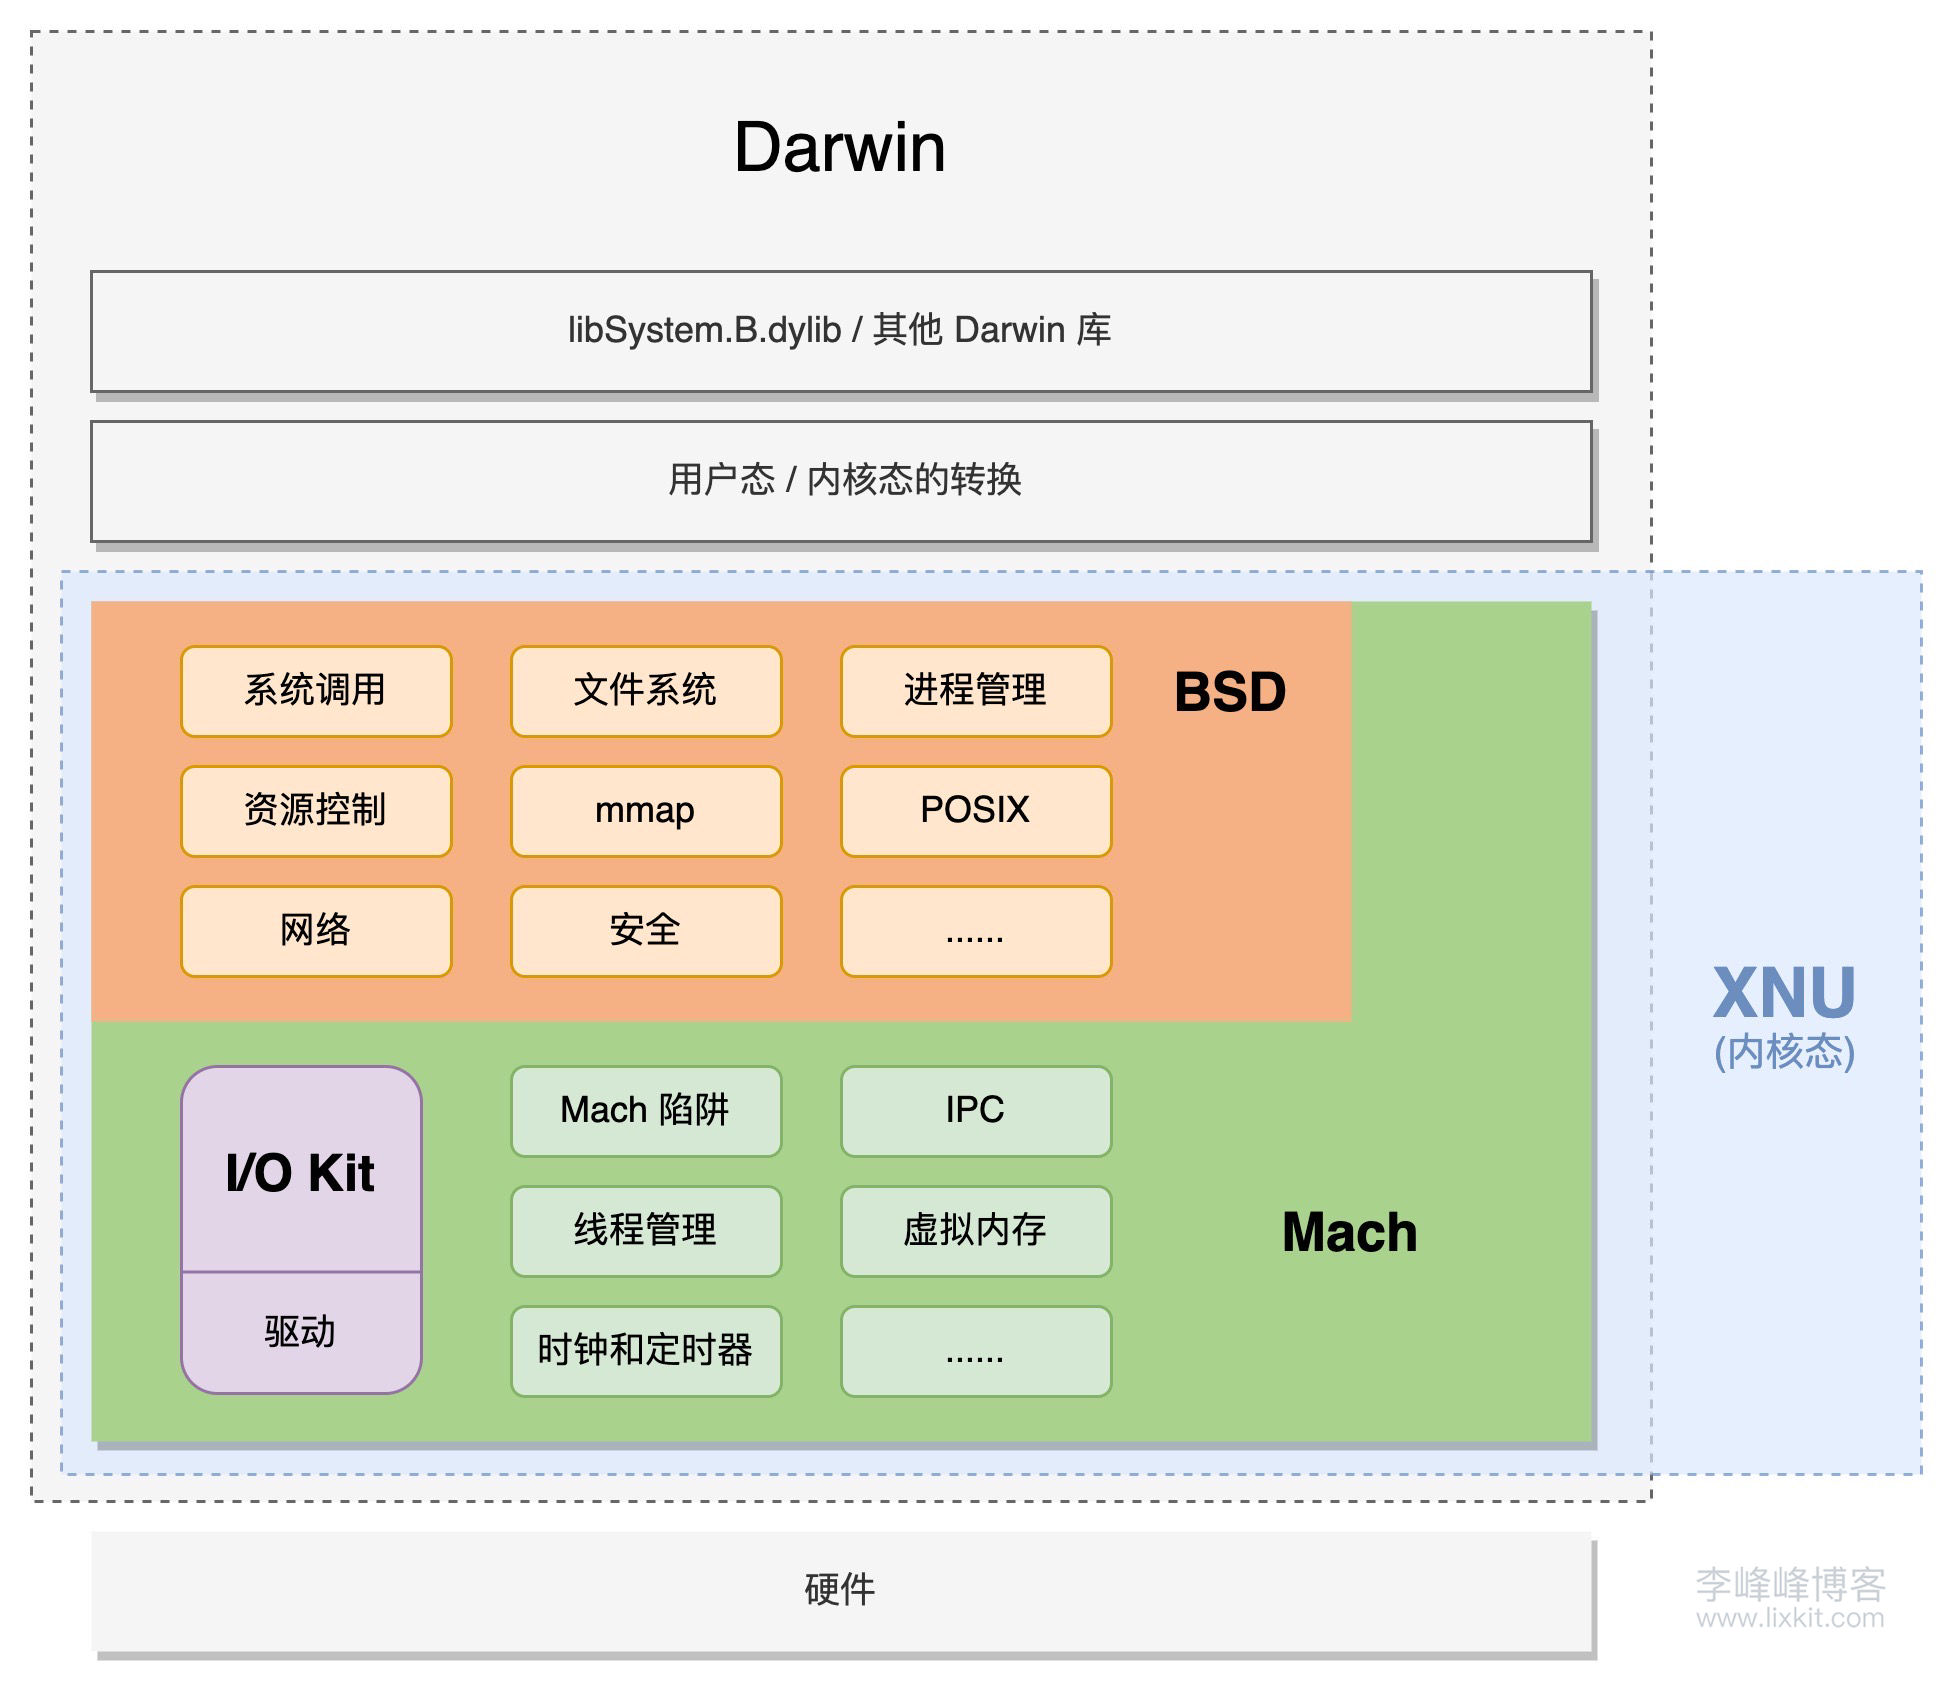 Darwin
libSystem.B.dylib / 其他 Darwin 库
用户态 / 内核态的转换
系统调用
文件系统
进程管理
BSD
资源控制
mmap
POSIX
网络
安全
......
XNU
(内核态)
I/O Kit
驱动
Mach 陷阱
IPC
线程管理
虚拟内存
Mach
时钟和定时器
......
硬件
李峰峰博客
www.lixkit.com